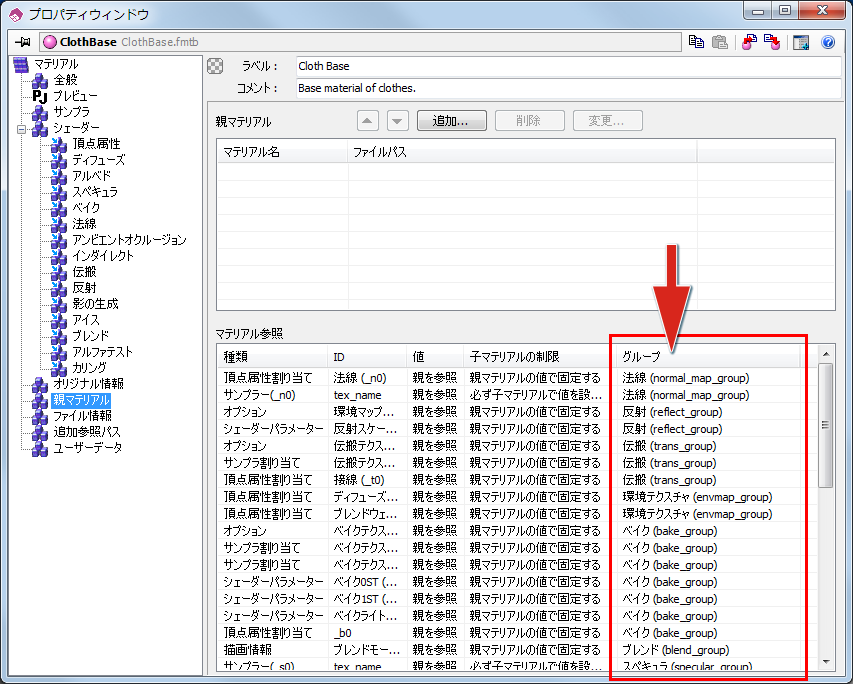 プロパティウィンドウ
ClothBase ClothBase.fmtb
マテリアル
全般
プレビュー
サンプラ
シェーダー
頂点属性
ディフューズ
アルベド
スペキュラ
ベイク
法線
アンビエントオクルージョン
インダイレクト
伝搬
反射
影の生成
アイス
ブレンド
アルファテスト
カリング
オリジナル情報
親マテリアル
ファイル情報
追加参照パス
ユーザーデータ
ラベル： Cloth Base
コメント： Base material of clothes.
親マテリアル 追加... 削除 変更...
マテリアル名 ファイルパス
マテリアル参照
種類 ID 値 子マテリアルの制限 グループ
頂点属性割り当て 法線 (_n0) 親を参照 親マテリアルの値で固定する 法線 (normal_map_group)
サンプラー(_n0) tex_name 親を参照 必ず子マテリアルで値を設... 法線 (normal_map_group)
オプション 環境マップ... 親を参照 親マテリアルの値で固定する 反射 (reflect_group)
シェーダーパラメーター 反射スケー... 親を参照 親マテリアルの値で固定する 反射 (reflect_group)
オプション 伝搬テクス... 親を参照 親マテリアルの値で固定する 伝搬 (trans_group)
サンプラ割り当て 伝搬テクス... 親を参照 親マテリアルの値で固定する 伝搬 (trans_group)
頂点属性割り当て 接線 (_t0) 親を参照 親マテリアルの値で固定する 伝搬 (trans_group)
頂点属性割り当て ディフューズ... 親を参照 親マテリアルの値で固定する 環境テクスチャ (envmap_group)
頂点属性割り当て ブレンドウェ... 親を参照 親マテリアルの値で固定する 環境テクスチャ (envmap_group)
オプション ベイクテクス... 親を参照 親マテリアルの値で固定する ベイク (bake_group)
サンプラ割り当て ベイクテクス... 親を参照 親マテリアルの値で固定する ベイク (bake_group)
サンプラ割り当て ベイクテクス... 親を参照 親マテリアルの値で固定する ベイク (bake_group)
シェーダーパラメーター ベイク0ST (... 親を参照 親マテリアルの値で固定する ベイク (bake_group)
シェーダーパラメーター ベイク1ST (... 親を参照 親マテリアルの値で固定する ベイク (bake_group)
シェーダーパラメーター ベイクライト... 親を参照 親マテリアルの値で固定する ベイク (bake_group)
頂点属性割り当て _b0 親を参照 親マテリアルの値で固定する ベイク (bake_group)
描画情報 ブレンドモー... 親を参照 親マテリアルの値で固定する ブレンド (blend_group)
サンプラー(_s0) tex_name 親を参照 必ず子マテリアルで値を設... スペキュラ (specular_group)